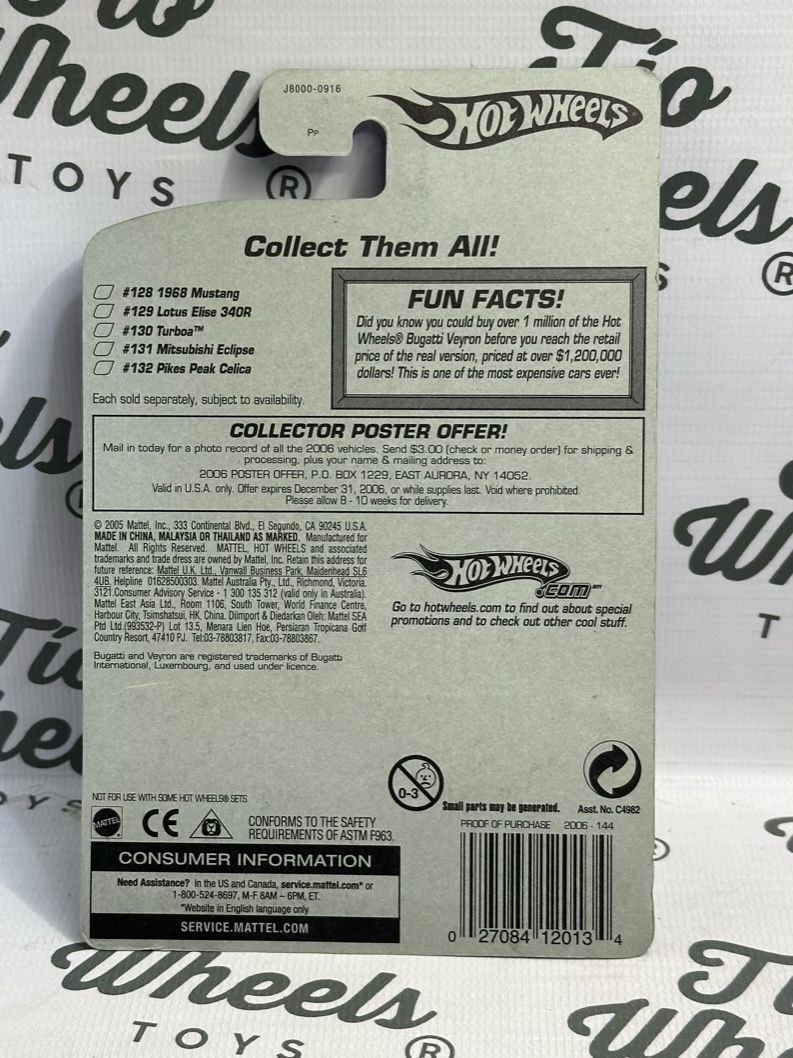 J8000-0916
Pp
HOT WHEELS
Collect Them All!
#128 1968 Mustang
#129 Lotus Elise 340R
#130 Turboa™
#131 Mitsubishi Eclipse
#132 Pikes Peak Celica
Each sold separately, subject to availability.
FUN FACTS!
Did you know you could buy over 1 million of the Hot
Wheels® Bugatti Veyron before you reach the retail
price of the real version, priced at over $1,200,000
dollars! This is one of the most expensive cars ever!
COLLECTOR POSTER OFFER!
Mail in today for a photo record of all the 2006 vehicles. Send $3.00 (check or money order) for shipping &
processing, plus your name & mailing address to:
2006 POSTER OFFER, P.O. BOX 1229, EAST AURORA, NY 14052.
Valid in U.S.A. only. Offer expires December 31, 2006, or while supplies last. Void where prohibited.
Please allow 8 - 10 weeks for delivery.
© 2005 Mattel, Inc., 333 Continental Blvd., El Segundo, CA 90245 U.S.A.
MADE IN CHINA, MALAYSIA OR THAILAND AS MARKED. Manufactured for
Mattel. All Rights Reserved. MATTEL, HOT WHEELS and associated
trademarks and trade dress are owned by Mattel, Inc. Retain this address for
future reference: Mattel U.K. Ltd., Vanwall Business Park, Maidenhead SL6
4UB. Helpline 01628500303. Mattel Australia Pty., Ltd., Richmond, Victoria.
3121.Consumer Advisory Service - 1 300 135 312 (valid only in Australia).
Mattel East Asia Ltd., Room 1106, South Tower, World Finance Centre,
Harbour City, Tsimshatsui, HK, China. Diimport & Diedarkan Oleh: Mattel SEA
Ptd Ltd.(993532-P) Lot 13.5, Menara Lien Hoe, Persiaran Tropicana Golf
Country Resort, 47410 PJ. Tel:03-78803817, Fax:03-78803867.
Bugatti and Veyron are registered trademarks of Bugatti
International, Luxembourg, and used under licence.
HOT WHEELS
.COM™
Go to hotwheels.com to find out about special
promotions and to check out other cool stuff.
0-3
Small parts may be generated.
Asst. No. C4982
NOT FOR USE WITH SOME HOT WHEELS® SETS.
MATTEL
CE
CONFORMS TO THE SAFETY
REQUIREMENTS OF ASTM F963.
PROOF OF PURCHASE 2006 - 144
CONSUMER INFORMATION
Need Assistance? In the US and Canada, service.mattel.com* or
1-800-524-8697, M-F 8AM – 6PM, ET.
*Website in English language only
SERVICE.MATTEL.COM
0 27084 12013 4
Tío
Wheels
TOYS ®
Tío
Wheels
Wheels
TOYS ®